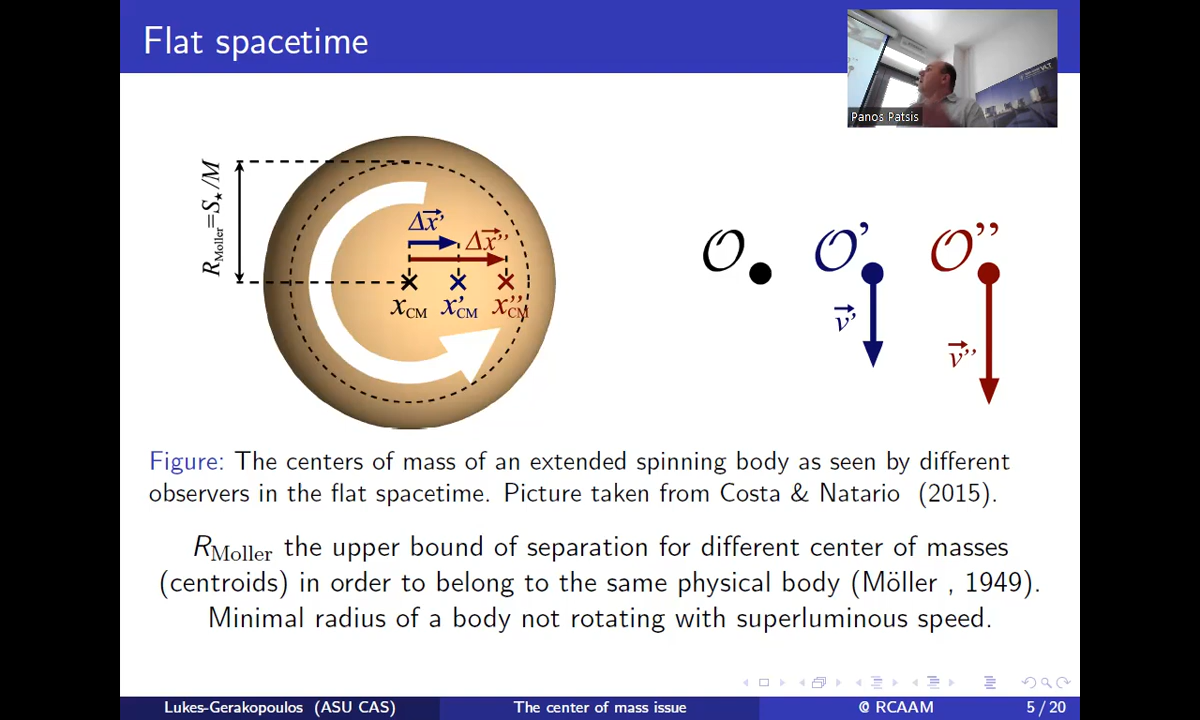 Flat spacetime
Panos Patsis
R_Moller=S⋆/M
Δx⃗'
Δx⃗''
x_CM x'_CM x''_CM
O O' O''
v⃗'
v⃗''
Figure: The centers of mass of an extended spinning body as seen by different
observers in the flat spacetime. Picture taken from Costa & Natario (2015).
R_Moller the upper bound of separation for different center of masses
(centroids) in order to belong to the same physical body (Möller , 1949).
Minimal radius of a body not rotating with superluminous speed.
Lukes-Gerakopoulos (ASU CAS) The center of mass issue @ RCAAM 5 / 20